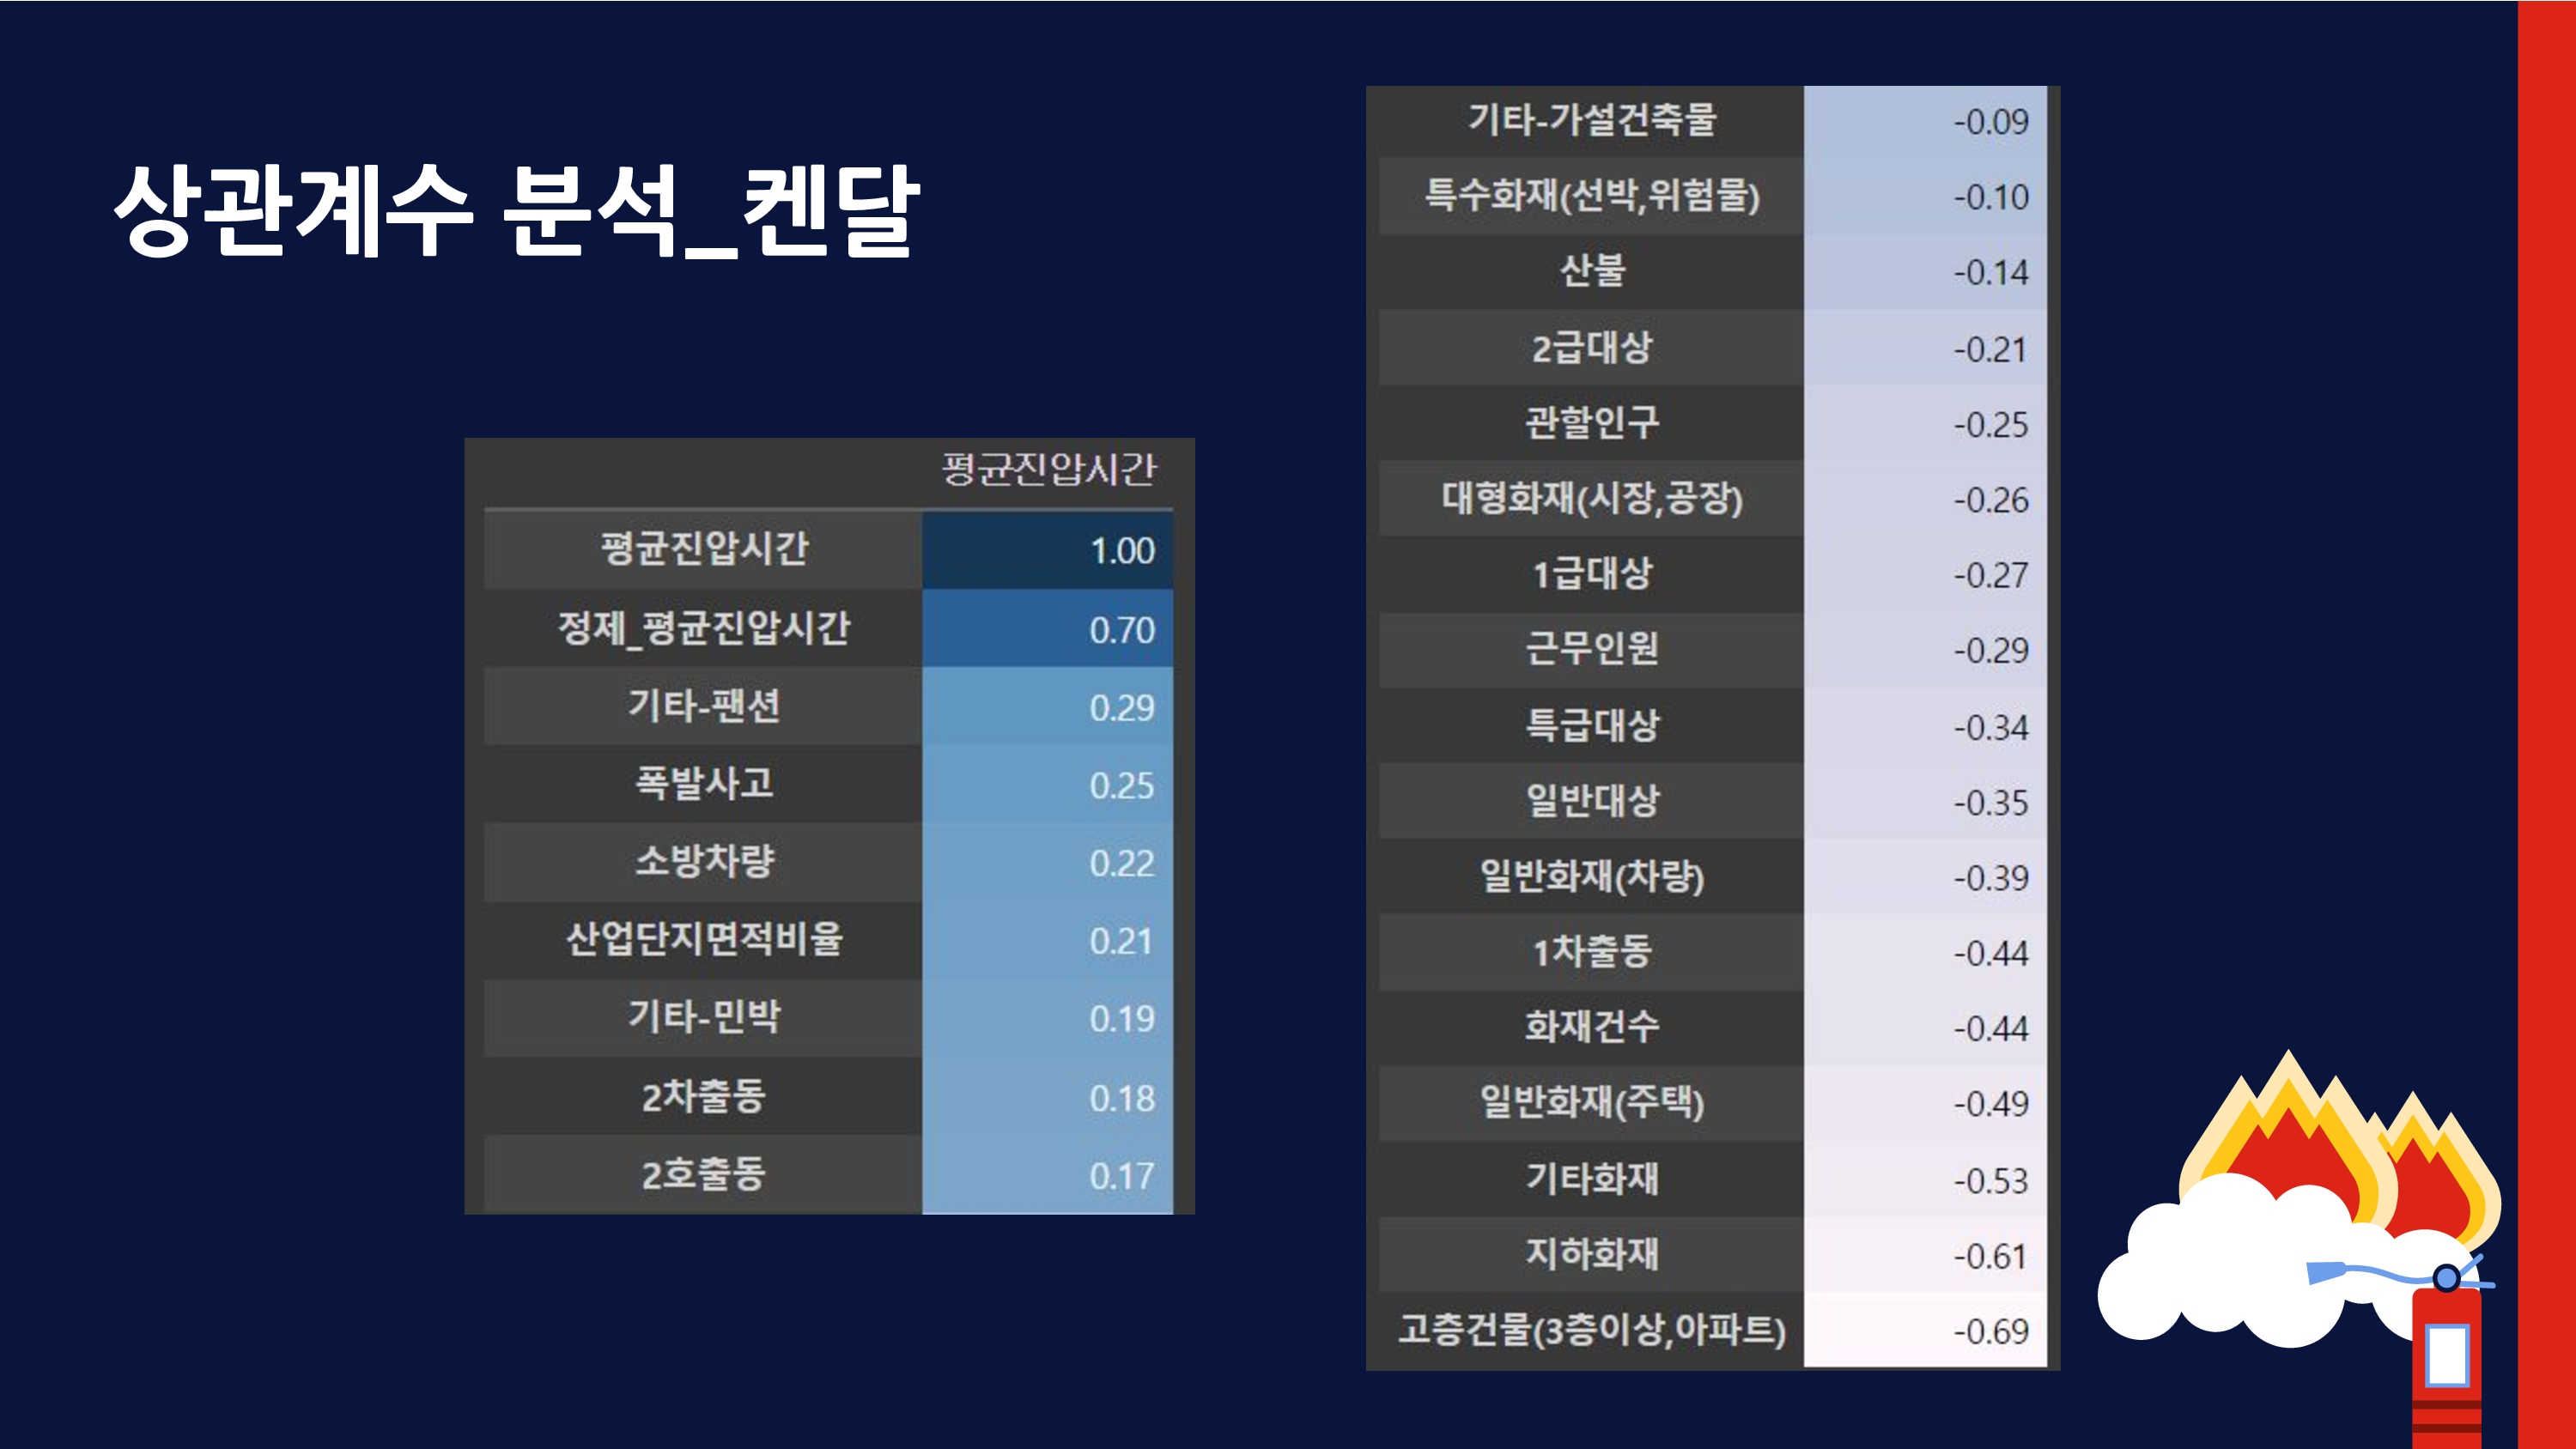 상관계수 분석_켄달
평균진압시간
평균진압시간 1.00
정제_평균진압시간 0.70
기타-팬션 0.29
폭발사고 0.25
소방차량 0.22
산업단지면적비율 0.21
기타-민박 0.19
2차출동 0.18
2호출동 0.17
기타-가설건축물 -0.09
특수화재(선박,위험물) -0.10
산불 -0.14
2급대상 -0.21
관할인구 -0.25
대형화재(시장,공장) -0.26
1급대상 -0.27
근무인원 -0.29
특급대상 -0.34
일반대상 -0.35
일반화재(차량) -0.39
1차출동 -0.44
화재건수 -0.44
일반화재(주택) -0.49
기타화재 -0.53
지하화재 -0.61
고층건물(3층이상,아파트) -0.69